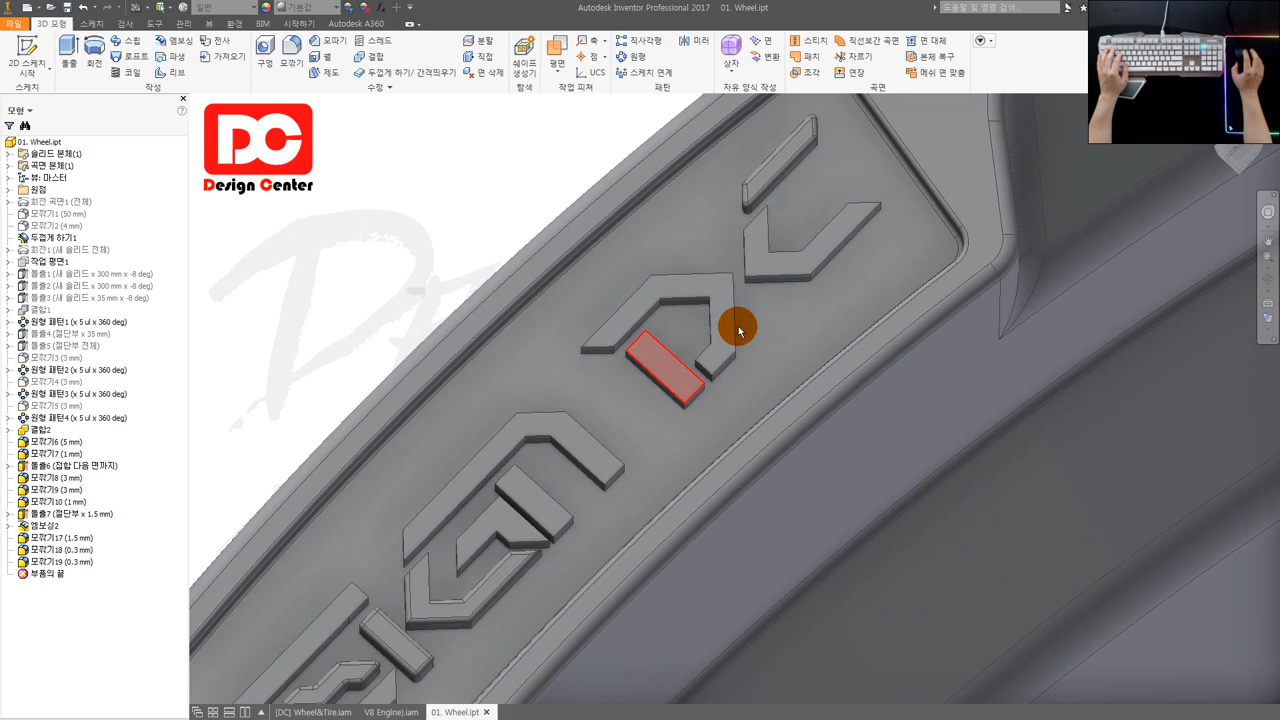 일반 기본값 Autodesk Inventor Professional 2017 01. Wheel.ipt 도움말 및 명령 검색...
파일 3D 모형 스케치 검사 도구 관리 뷰 환경 BIM 시작하기 Autodesk A360
2D 스케치 시작 돌출 회전 스윕 로프트 코일 엠보싱 파생 리브 전사 가져오기
구멍 모깎기 모따기 쉘 제도 스레드 결합 두껍게 하기/ 간격띄우기 분할 직접 면 삭제
쉐이프 생성기 평면 축 점 UCS 직사각형 원형 스케치 연계 미러
상자 면 변환 스티치 패치 조각 직선보간 곡면 자르기 연장 면 대체 본체 복구 메쉬 면 맞춤
스케치 작성 수정 탐색 작업 피쳐 패턴 자유 양식 작성 곡면
모형
01. Wheel.ipt
솔리드 본체(1)
곡면 본체(1)
뷰: 마스터
원점
회전 곡면1 (전체)
모깎기1 (50 mm)
모깎기2 (4 mm)
두껍게 하기1
회전1 (새 솔리드 전체)
작업 평면1
돌출1 (새 솔리드 x 300 mm x -8 deg)
돌출2 (새 솔리드 x 300 mm x -8 deg)
돌출3 (새 솔리드 x 35 mm x -8 deg)
결합1
원형 패턴1 (x 5 ul x 360 deg)
돌출4 (절단부 x 35 mm)
돌출5 (절단부 전체)
모깎기3 (3 mm)
원형 패턴2 (x 5 ul x 360 deg)
모깎기4 (3 mm)
원형 패턴3 (x 5 ul x 360 deg)
모깎기5 (3 mm)
원형 패턴4 (x 5 ul x 360 deg)
결합2
모깎기6 (5 mm)
모깎기7 (1 mm)
돌출6 (접합 다음 면까지)
모깎기8 (3 mm)
모깎기9 (3 mm)
모깎기10 (1 mm)
돌출7 (절단부 x 1.5 mm)
엠보싱2
모깎기17 (1.5 mm)
모깎기18 (0.3 mm)
모깎기19 (0.3 mm)
부품의 끝
DC
Design Center
[DC] Wheel&Tire.iam V8 Engine).iam 01. Wheel.ipt